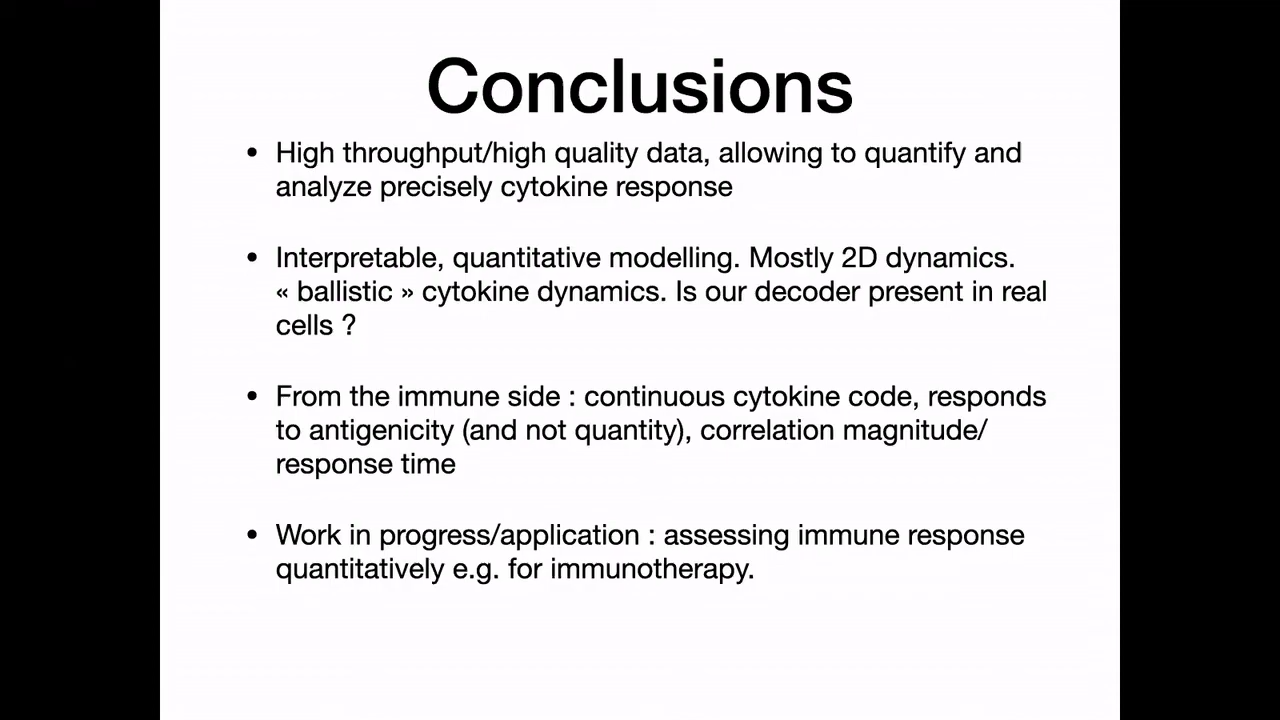 Conclusions
• High throughput/high quality data, allowing to quantify and
analyze precisely cytokine response
• Interpretable, quantitative modelling. Mostly 2D dynamics.
« ballistic » cytokine dynamics. Is our decoder present in real
cells ?
• From the immune side : continuous cytokine code, responds
to antigenicity (and not quantity), correlation magnitude/
response time
• Work in progress/application : assessing immune response
quantitatively e.g. for immunotherapy.